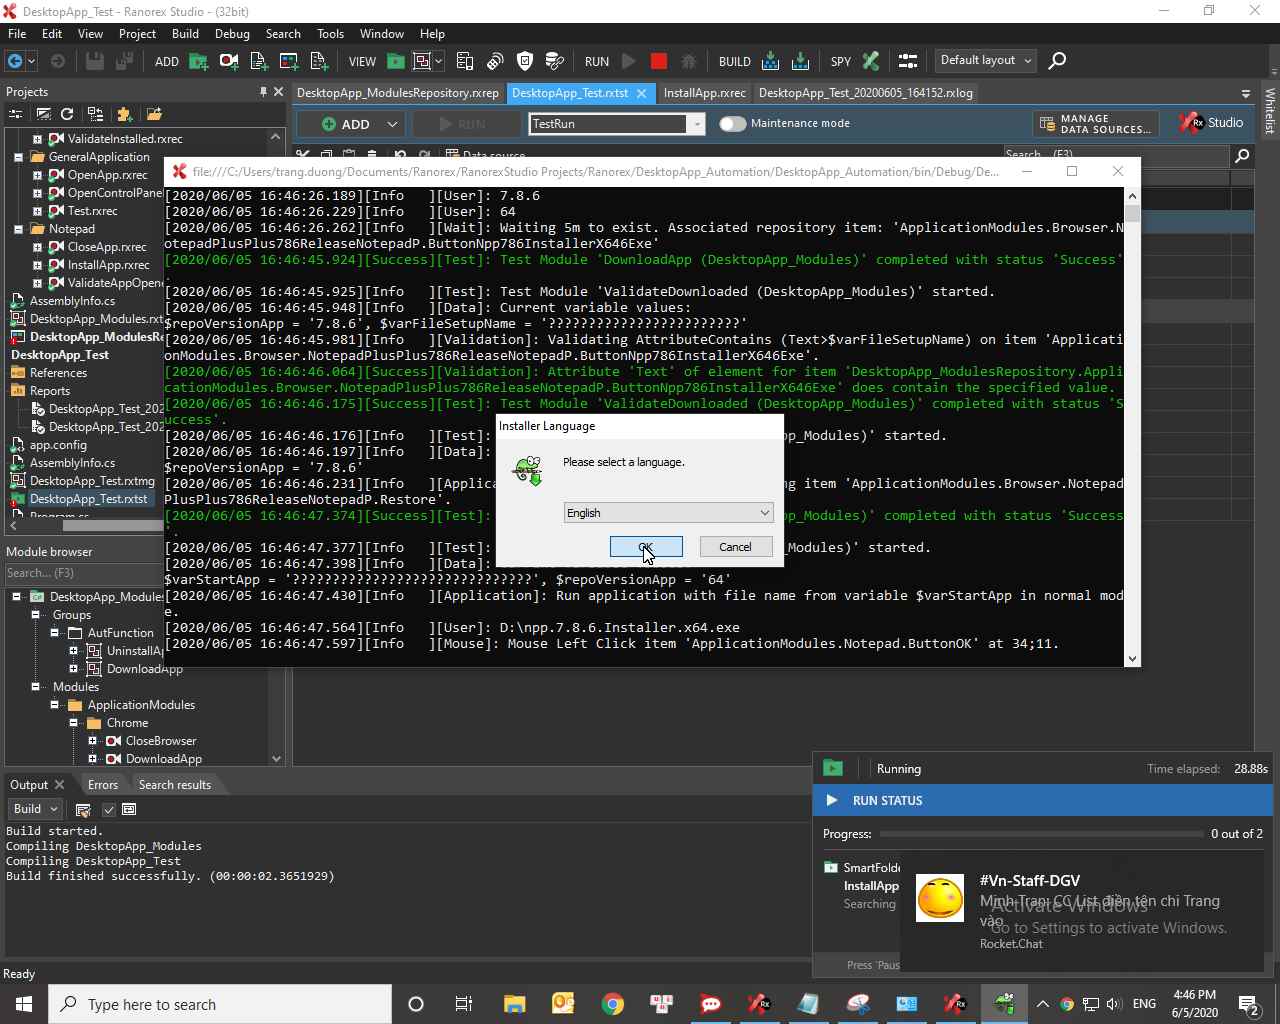 DesktopApp_Test - Ranorex Studio - (32bit)
File Edit View Project Build Debug Search Tools Window Help
ADD VIEW RUN BUILD SPY Default layout
Projects
DesktopApp_ModulesRepository.rxrep DesktopApp_Test.rxtst InstallApp.rxrec DesktopApp_Test_20200605_164152.rxlog
Whitelist
ADD RUN TestRun Maintenance mode MANAGE DATA SOURCES... Rx Studio
Data source Search... (F3)
ValidateInstalled.rxrec
GeneralApplication
OpenApp.rxrec
OpenControlPane
Test.rxrec
Notepad
CloseApp.rxrec
InstallApp.rxrec
ValidateAppOpen
AssemblyInfo.cs
DesktopApp_Modules.rxt
DesktopApp_ModulesRe
DesktopApp_Test
References
Reports
DesktopApp_Test_202
DesktopApp_Test_202
app.config
AssemblyInfo.cs
DesktopApp_Test.rxtmg
DesktopApp_Test.rxtst
Program.cs
file:///C:/Users/trang.duong/Documents/Ranorex/RanorexStudio Projects/Ranorex/DesktopApp_Automation/DesktopApp_Automation/bin/Debug/De...
[2020/06/05 16:46:26.189][Info   ][User]: 7.8.6
[2020/06/05 16:46:26.229][Info   ][User]: 64
[2020/06/05 16:46:26.262][Info   ][Wait]: Waiting 5m to exist. Associated repository item: 'ApplicationModules.Browser.N
otepadPlusPlus786ReleaseNotepadP.ButtonNpp786InstallerX646Exe'
[2020/06/05 16:46:45.924][Success][Test]: Test Module 'DownloadApp (DesktopApp_Modules)' completed with status 'Success'
.
[2020/06/05 16:46:45.925][Info   ][Test]: Test Module 'ValidateDownloaded (DesktopApp_Modules)' started.
[2020/06/05 16:46:45.948][Info   ][Data]: Current variable values:
$repoVersionApp = '7.8.6', $varFileSetupName = '????????????????????????'
[2020/06/05 16:46:45.981][Info   ][Validation]: Validating AttributeContains (Text>$varFileSetupName) on item 'Applicati
onModules.Browser.NotepadPlusPlus786ReleaseNotepadP.ButtonNpp786InstallerX646Exe'.
[2020/06/05 16:46:46.064][Success][Validation]: Attribute 'Text' of element for item 'DesktopApp_ModulesRepository.Appli
cationModules.Browser.NotepadPlusPlus786ReleaseNotepadP.ButtonNpp786InstallerX646Exe' does contain the specified value.
[2020/06/05 16:46:46.175][Success][Test]: Test Module 'ValidateDownloaded (DesktopApp_Modules)' completed with status 'S
uccess'.
[2020/06/05 16:46:46.176][Info   ][Test]: p_Modules)' started.
[2020/06/05 16:46:46.197][Info   ][Data]:
$repoVersionApp = '7.8.6'
[2020/06/05 16:46:46.231][Info   ][Applica ng item 'ApplicationModules.Browser.Notepad
PlusPlus786ReleaseNotepadP.Restore'.
[2020/06/05 16:46:47.374][Success][Test]: pp_Modules)' completed with status 'Success
'.
[2020/06/05 16:46:47.377][Info   ][Test]: _Modules)' started.
[2020/06/05 16:46:47.398][Info   ][Data]:
$varStartApp = '??????????????????????????????', $repoVersionApp = '64'
[2020/06/05 16:46:47.430][Info   ][Application]: Run application with file name from variable $varStartApp in normal mod
e.
[2020/06/05 16:46:47.564][Info   ][User]: D:\npp.7.8.6.Installer.x64.exe
[2020/06/05 16:46:47.597][Info   ][Mouse]: Mouse Left Click item 'ApplicationModules.Notepad.ButtonOK' at 34;11.
Installer Language
Please select a language.
English
OK Cancel
Module browser
Search... (F3)
DesktopApp_Modules
Groups
AutFunction
UninstallAp
DownloadApp
Modules
ApplicationModules
Chrome
CloseBrowser
DownloadApp
Output Errors Search results
Build
Build started.
Compiling DesktopApp_Modules
Compiling DesktopApp_Test
Build finished successfully. (00:00:02.3651929)
Running Time elapsed: 28.88s
RUN STATUS
Progress: 0 out of 2
SmartFolde
InstallApp
Searching
Press 'Paus
#Vn-Staff-DGV
Minh Tran: CC List điền tên chi Trang
vào
Rocket.Chat
Activate Windows
Go to Settings to activate Windows.
Ready
Type here to search
ENG
4:46 PM
6/5/2020
2